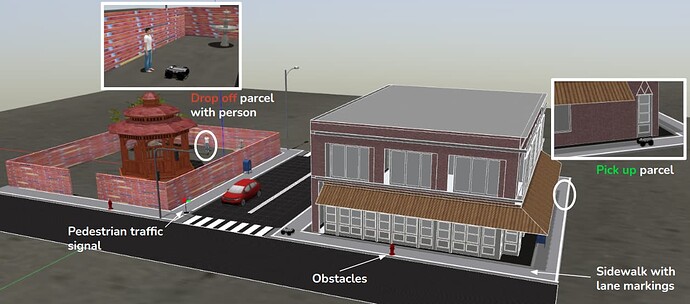 Drop off parcel
with person
Pick up parcel
Pedestrian traffic
signal
Obstacles
Sidewalk with
lane markings